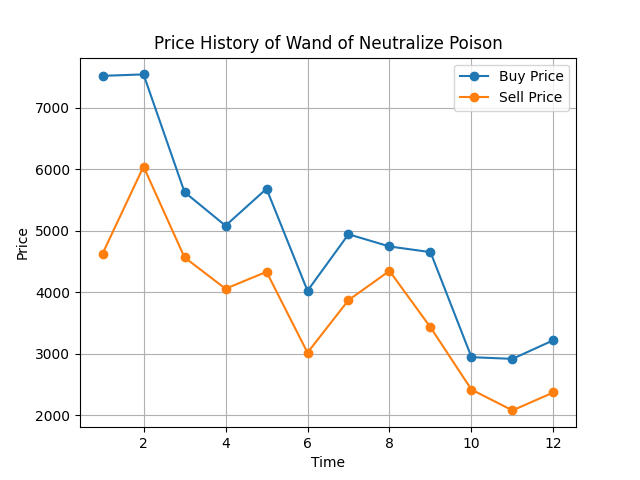 Price History of Wand of Neutralize Poison
Buy Price
Sell Price
7000
6000
5000
4000
3000
2000
Price
2 4 6 8 10 12
Time